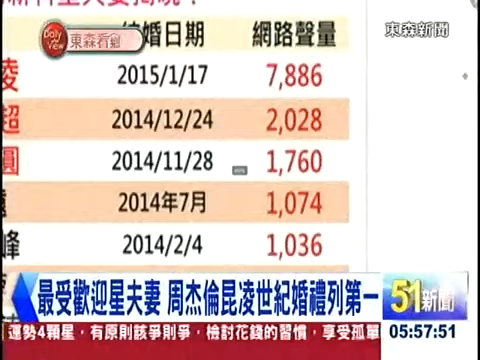 Daily View
東森看劍
東森新聞
結婚日期 網路聲量
凌 2015/1/17 7,886
超 2014/12/24 2,028
圓 2014/11/28 1,760
2014年7月 1,074
峰 2014/2/4 1,036
最受歡迎星夫妻 周杰倫昆凌世紀婚禮列第一
51新聞
運勢4顆星，有原則該爭則爭，檢討花錢的習慣，享受孤單
05:57:51